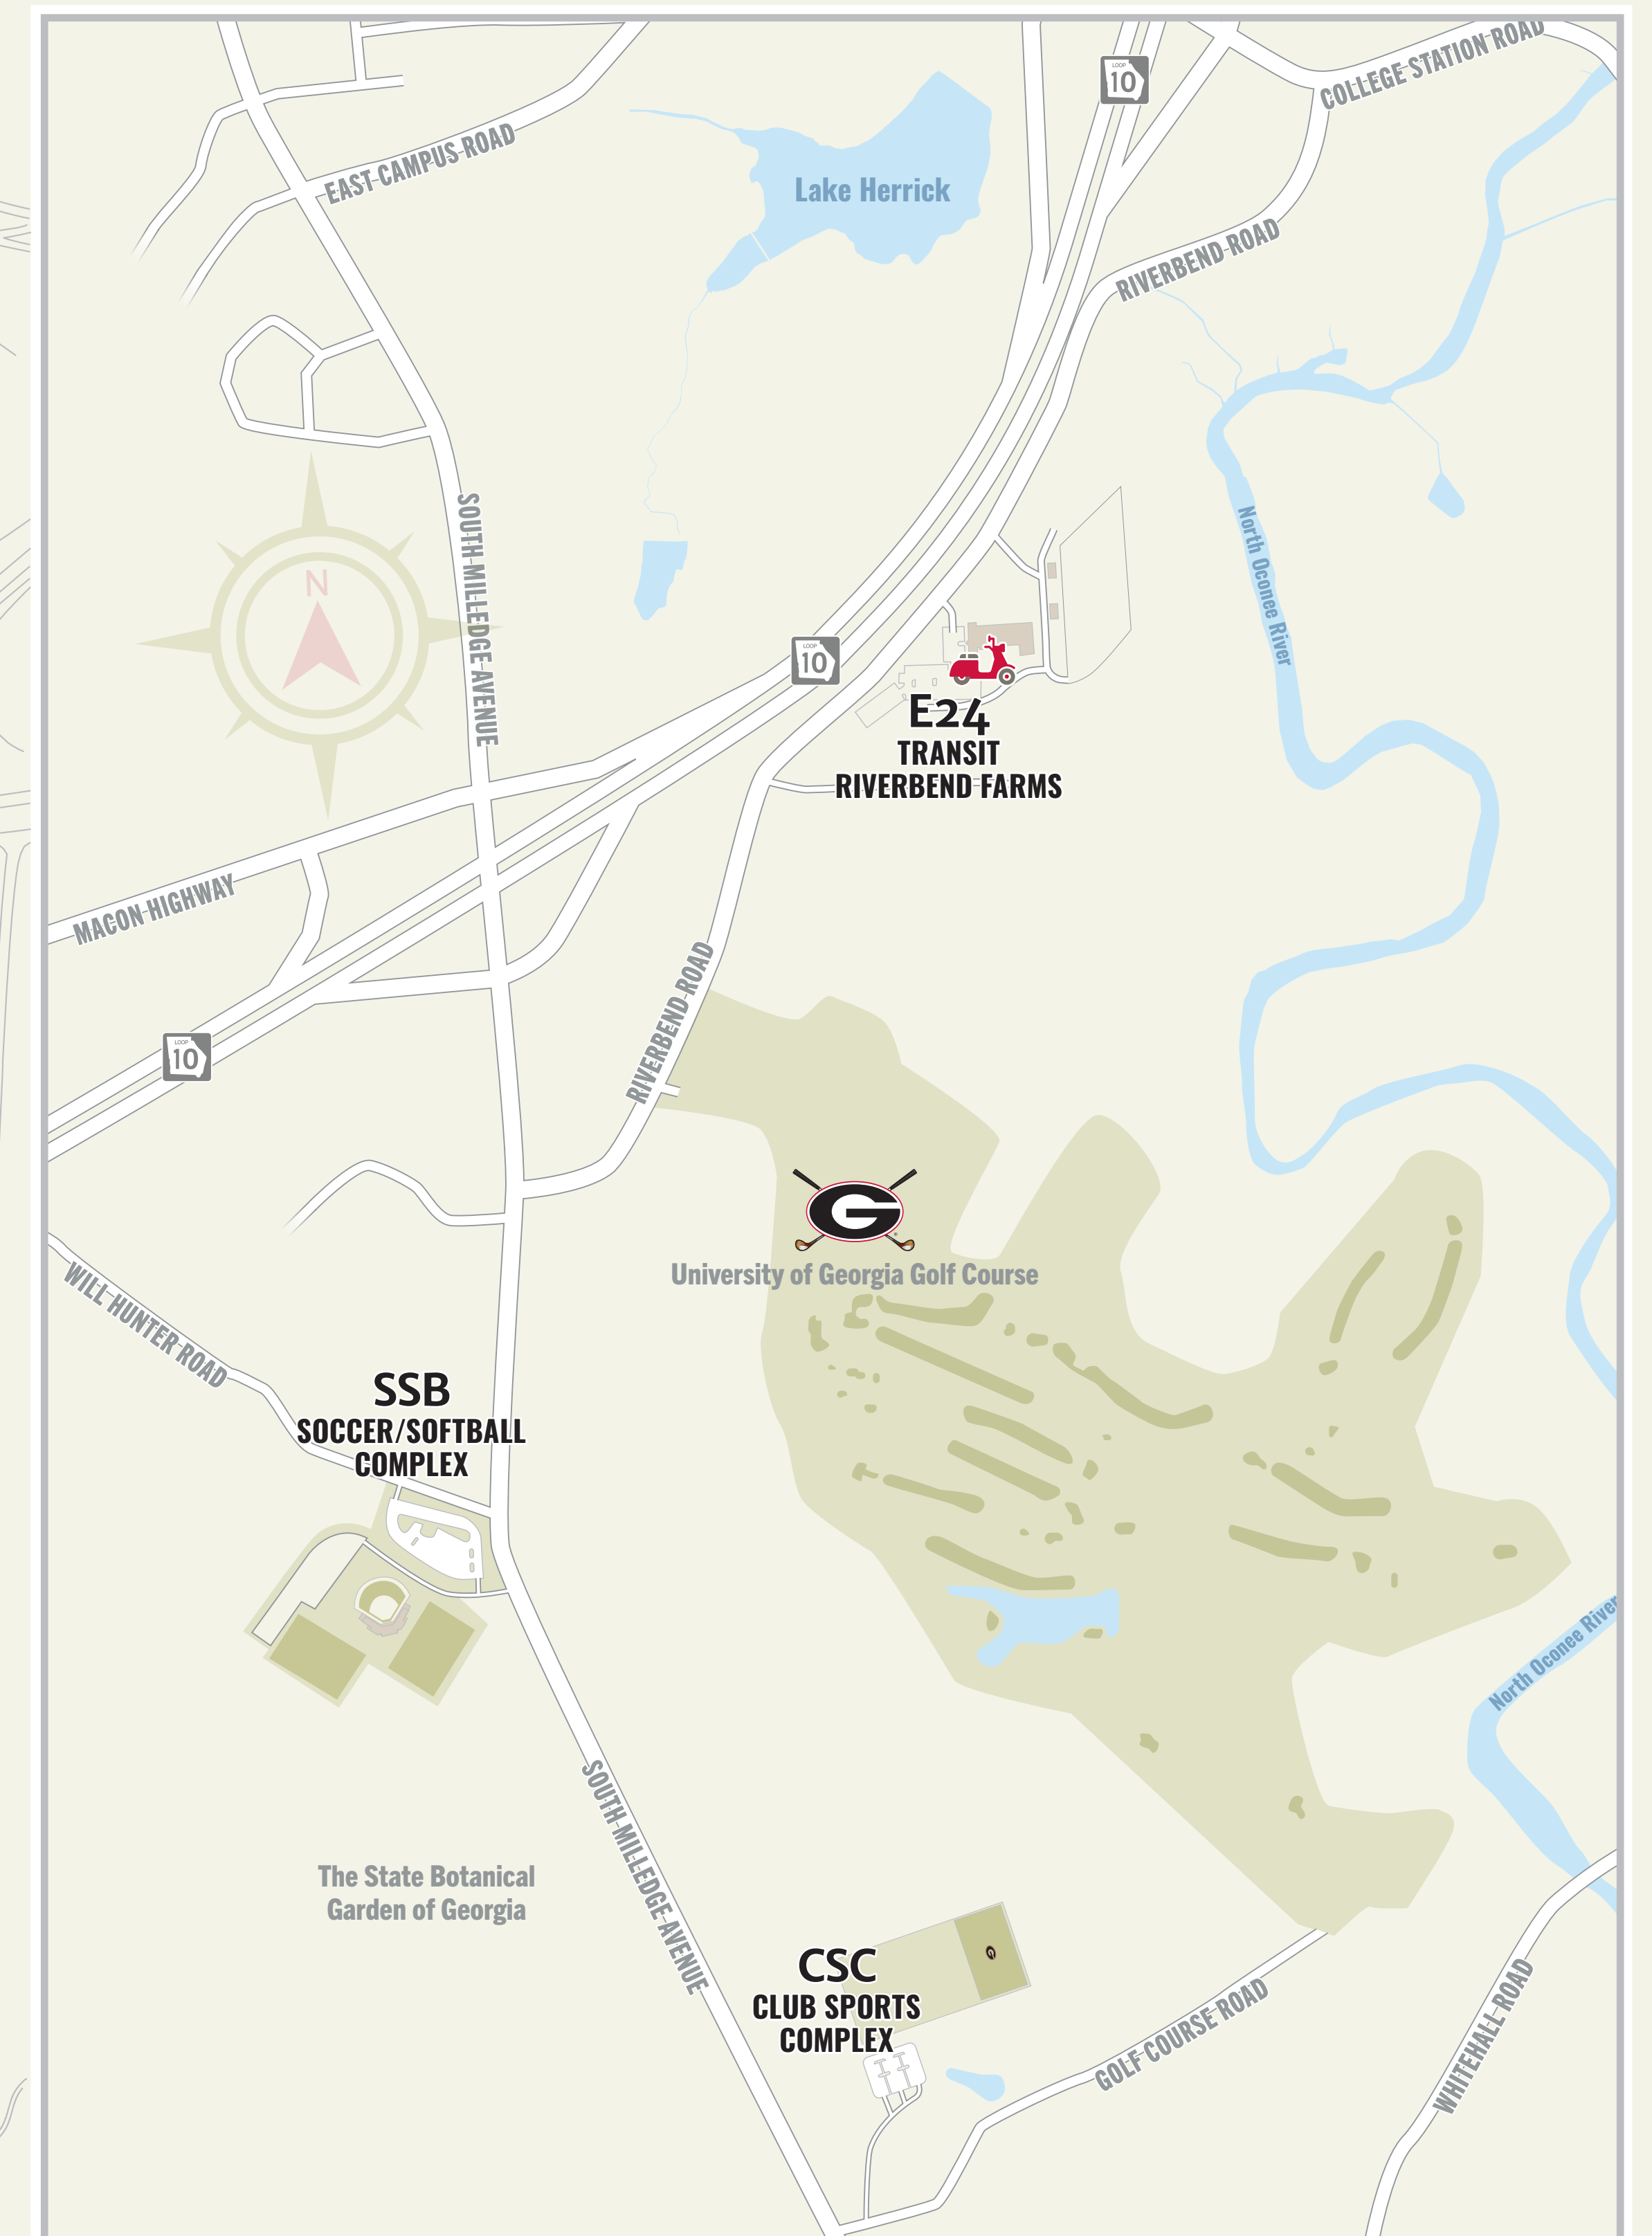 COLLEGE STATION ROAD
LOOP
10
EAST CAMPUS ROAD
Lake Herrick
RIVERBEND ROAD
SOUTH MILLEDGE AVENUE
North Oconee River
N
LOOP
10
E24
TRANSIT
RIVERBEND FARMS
MACON HIGHWAY
RIVERBEND ROAD
LOOP
10
G
University of Georgia Golf Course
WILL HUNTER ROAD
SSB
SOCCER/SOFTBALL
COMPLEX
North Oconee River
SOUTH MILLEDGE AVENUE
The State Botanical
Garden of Georgia
CSC
CLUB SPORTS
COMPLEX
G
GOLF COURSE ROAD
WHITEHALL ROAD